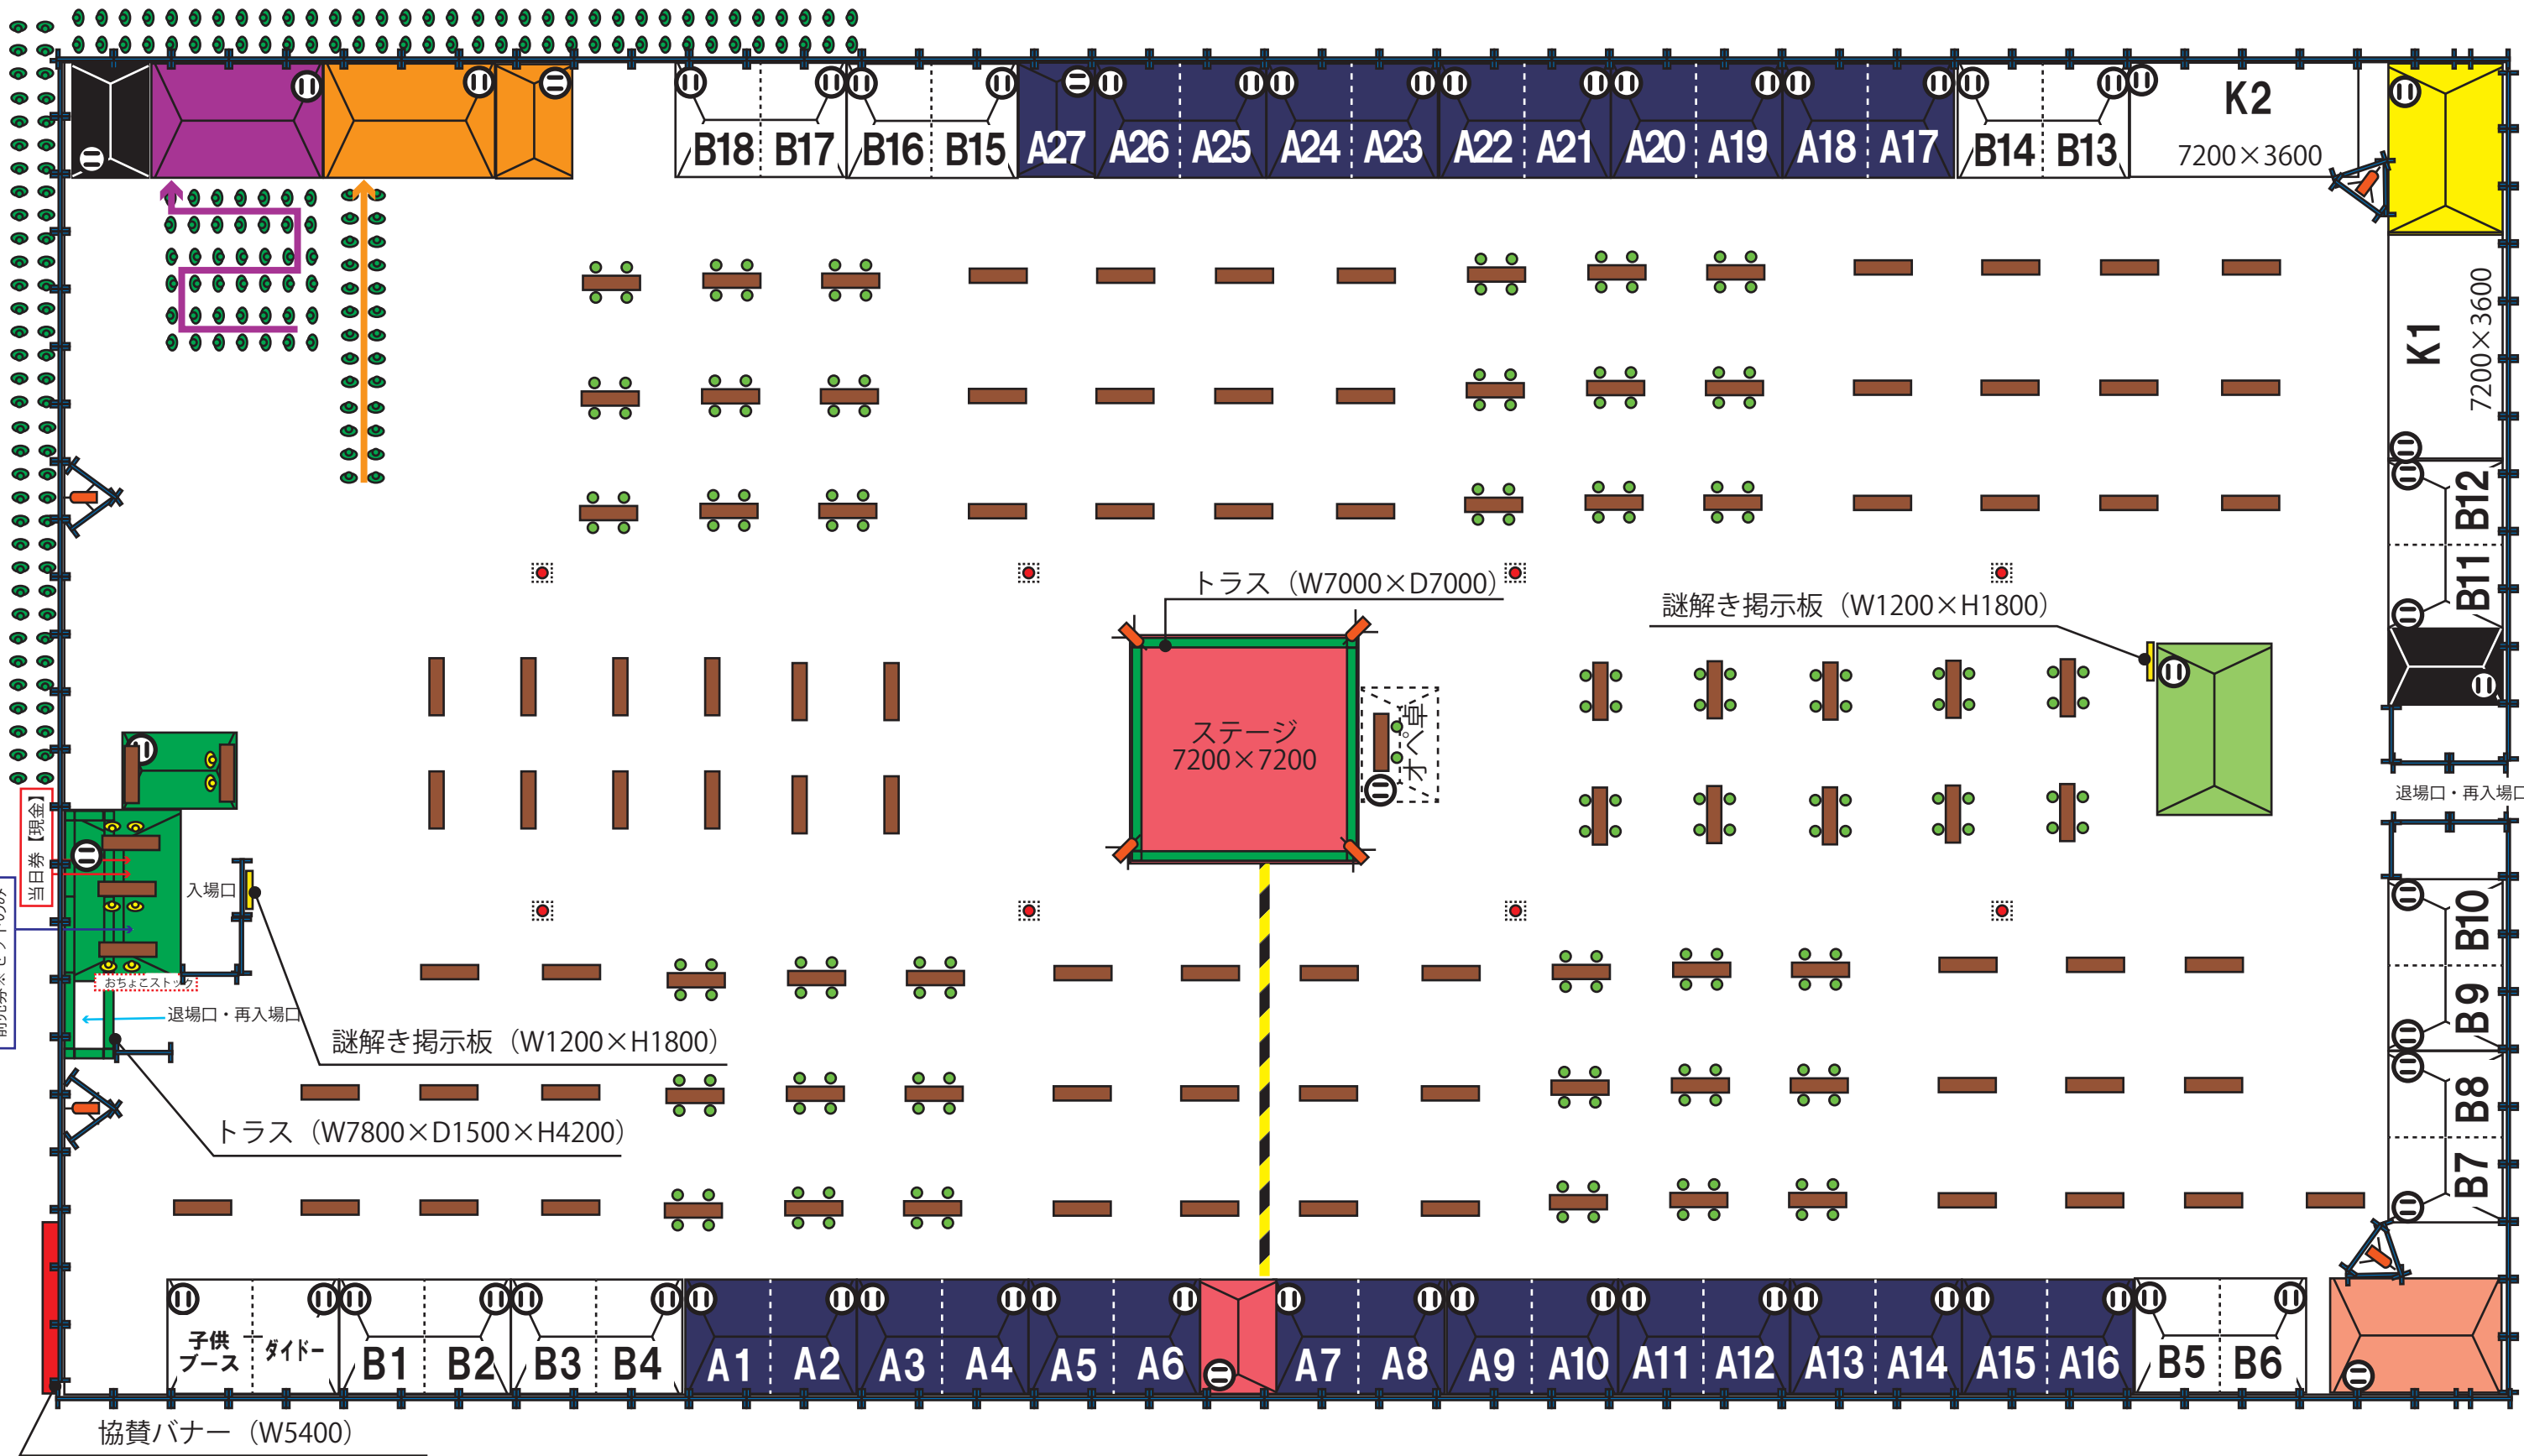 B18 B17 B16 B15 A27 A26 A25 A24 A23 A22 A21 A20 A19 A18 A17 B14 B13
K2
7200×3600
K1
7200×3600
B12
B11
トラス（W7000×D7000）
謎解き掲示板（W1200×H1800）
ステージ
7200×7200
オペ卓
退場口・再入場口
当日券【現金】
入場口
おちょこストック
退場口・再入場口
謎解き掲示板（W1200×H1800）
トラス（W7800×D1500×H4200）
B10
B9
B8
B7
子供
ブース
ダイドー
B1 B2 B3 B4 A1 A2 A3 A4 A5 A6 A7 A8 A9 A10 A11 A12 A13 A14 A15 A16 B5 B6
協賛バナー（W5400）